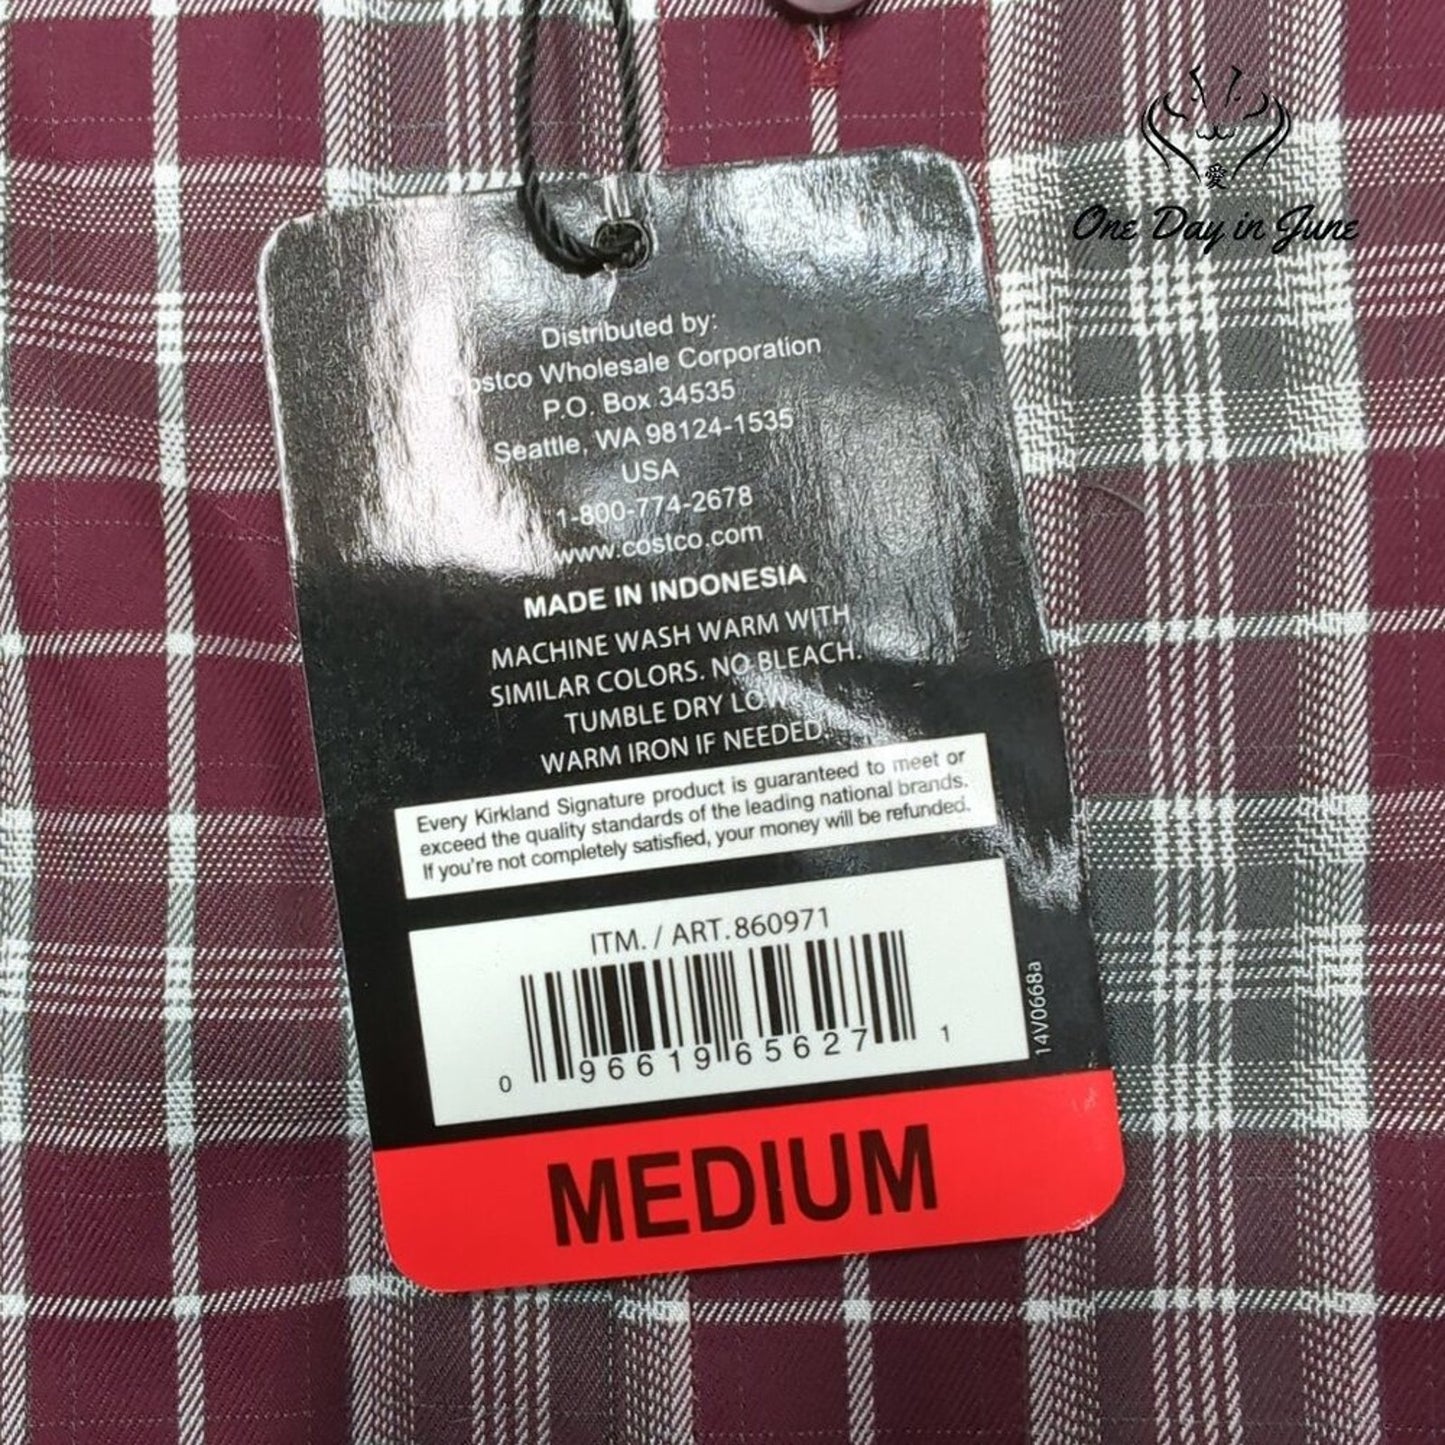 愛
One Day in June
Distributed by:
Costco Wholesale Corporation
P.O. Box 34535
Seattle, WA 98124-1535
USA
1-800-774-2678
www.costco.com
MADE IN INDONESIA
MACHINE WASH WARM WITH
SIMILAR COLORS. NO BLEACH.
TUMBLE DRY LOW.
WARM IRON IF NEEDED.
Every Kirkland Signature product is guaranteed to meet or
exceed the quality standards of the leading national brands.
If you're not completely satisfied, your money will be refunded.
ITM. / ART. 860971
0 96619 65627 1
14V0668a
MEDIUM